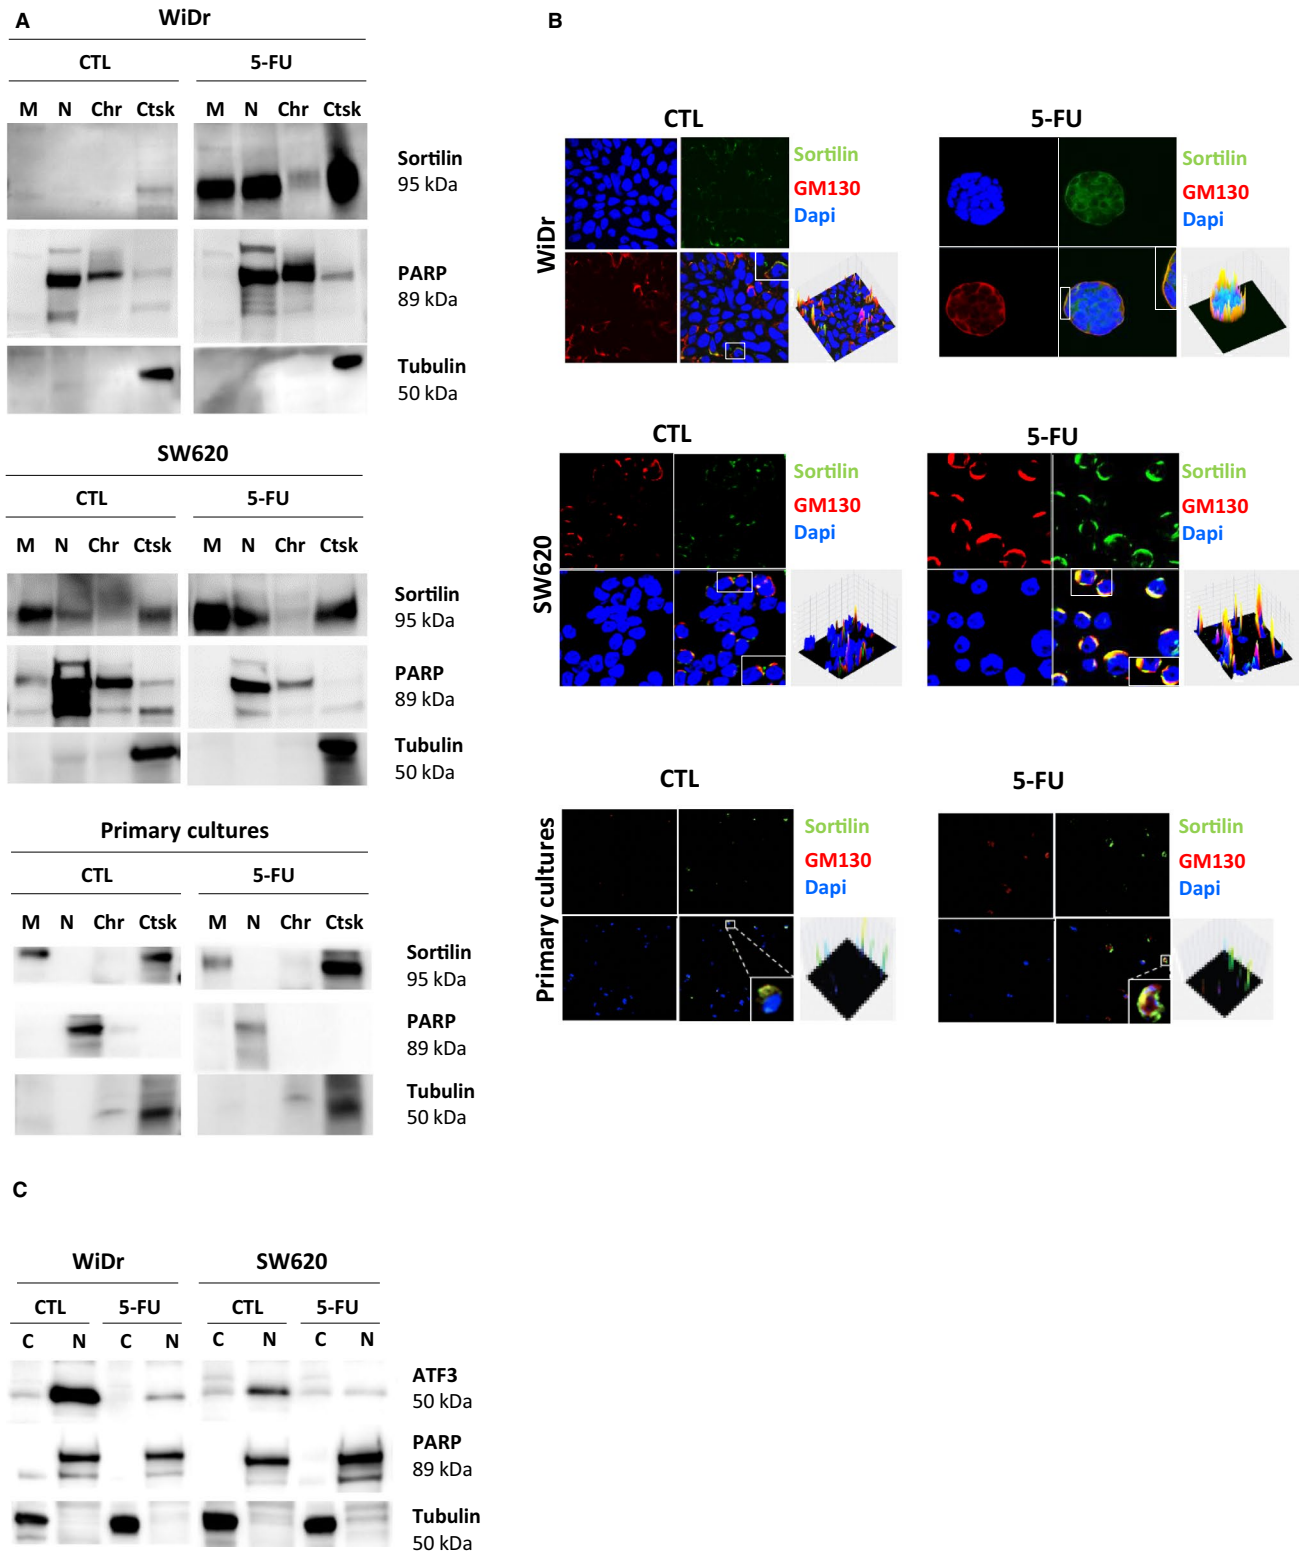 A
WiDr
CTL 5-FU
M N Chr Ctsk M N Chr Ctsk
Sortilin
95 kDa
PARP
89 kDa
Tubulin
50 kDa
SW620
CTL 5-FU
M N Chr Ctsk M N Chr Ctsk
Sortilin
95 kDa
PARP
89 kDa
Tubulin
50 kDa
Primary cultures
CTL 5-FU
M N Chr Ctsk M N Chr Ctsk
Sortilin
95 kDa
PARP
89 kDa
Tubulin
50 kDa
B
CTL 5-FU
WiDr
Sortilin
GM130
Dapi
Sortilin
GM130
Dapi
CTL 5-FU
SW620
Sortilin
GM130
Dapi
Sortilin
GM130
Dapi
CTL 5-FU
Primary cultures
Sortilin
GM130
Dapi
Sortilin
GM130
Dapi
C
WiDr SW620
CTL 5-FU CTL 5-FU
C N C N C N C N
ATF3
50 kDa
PARP
89 kDa
Tubulin
50 kDa